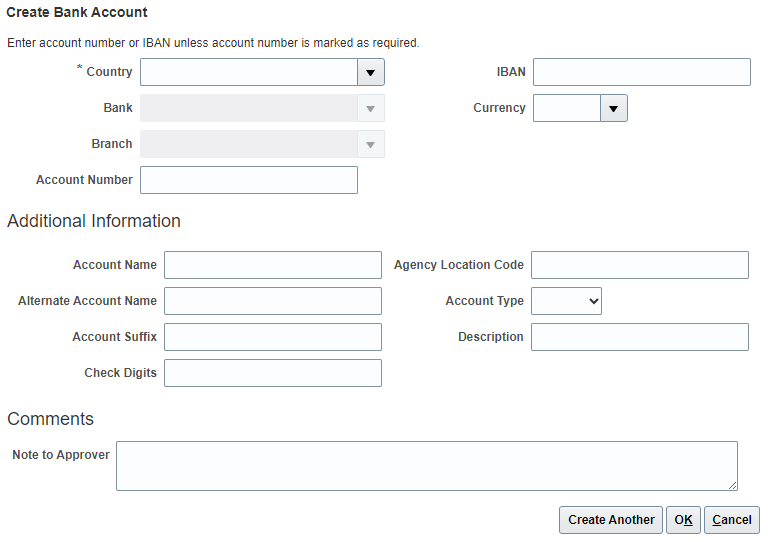 Create Bank Account
Enter account number or IBAN unless account number is marked as required.
* Country
IBAN
Bank
Currency
Branch
Account Number
Additional Information
Account Name
Agency Location Code
Alternate Account Name
Account Type
Account Suffix
Description
Check Digits
Comments
Note to Approver
Create Another
OK
Cancel